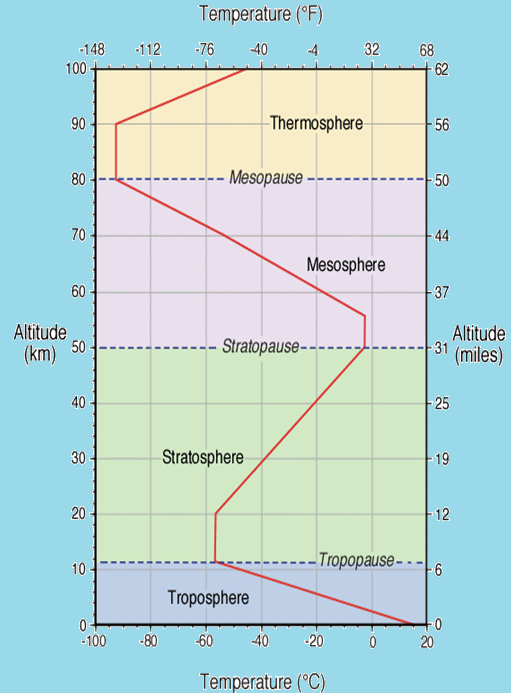 Temperature (°F)
-148 -112 -76 -40 -4 32 68
100 62
Thermosphere
90 56
Mesopause
80 50
70 44
Mesosphere
60 37
Altitude (km)
Altitude (miles)
Stratopause
50 31
40 25
Stratosphere
30 19
20 12
Tropopause
10 6
Troposphere
0 0
-100 -80 -60 -40 -20 0 20
Temperature (°C)